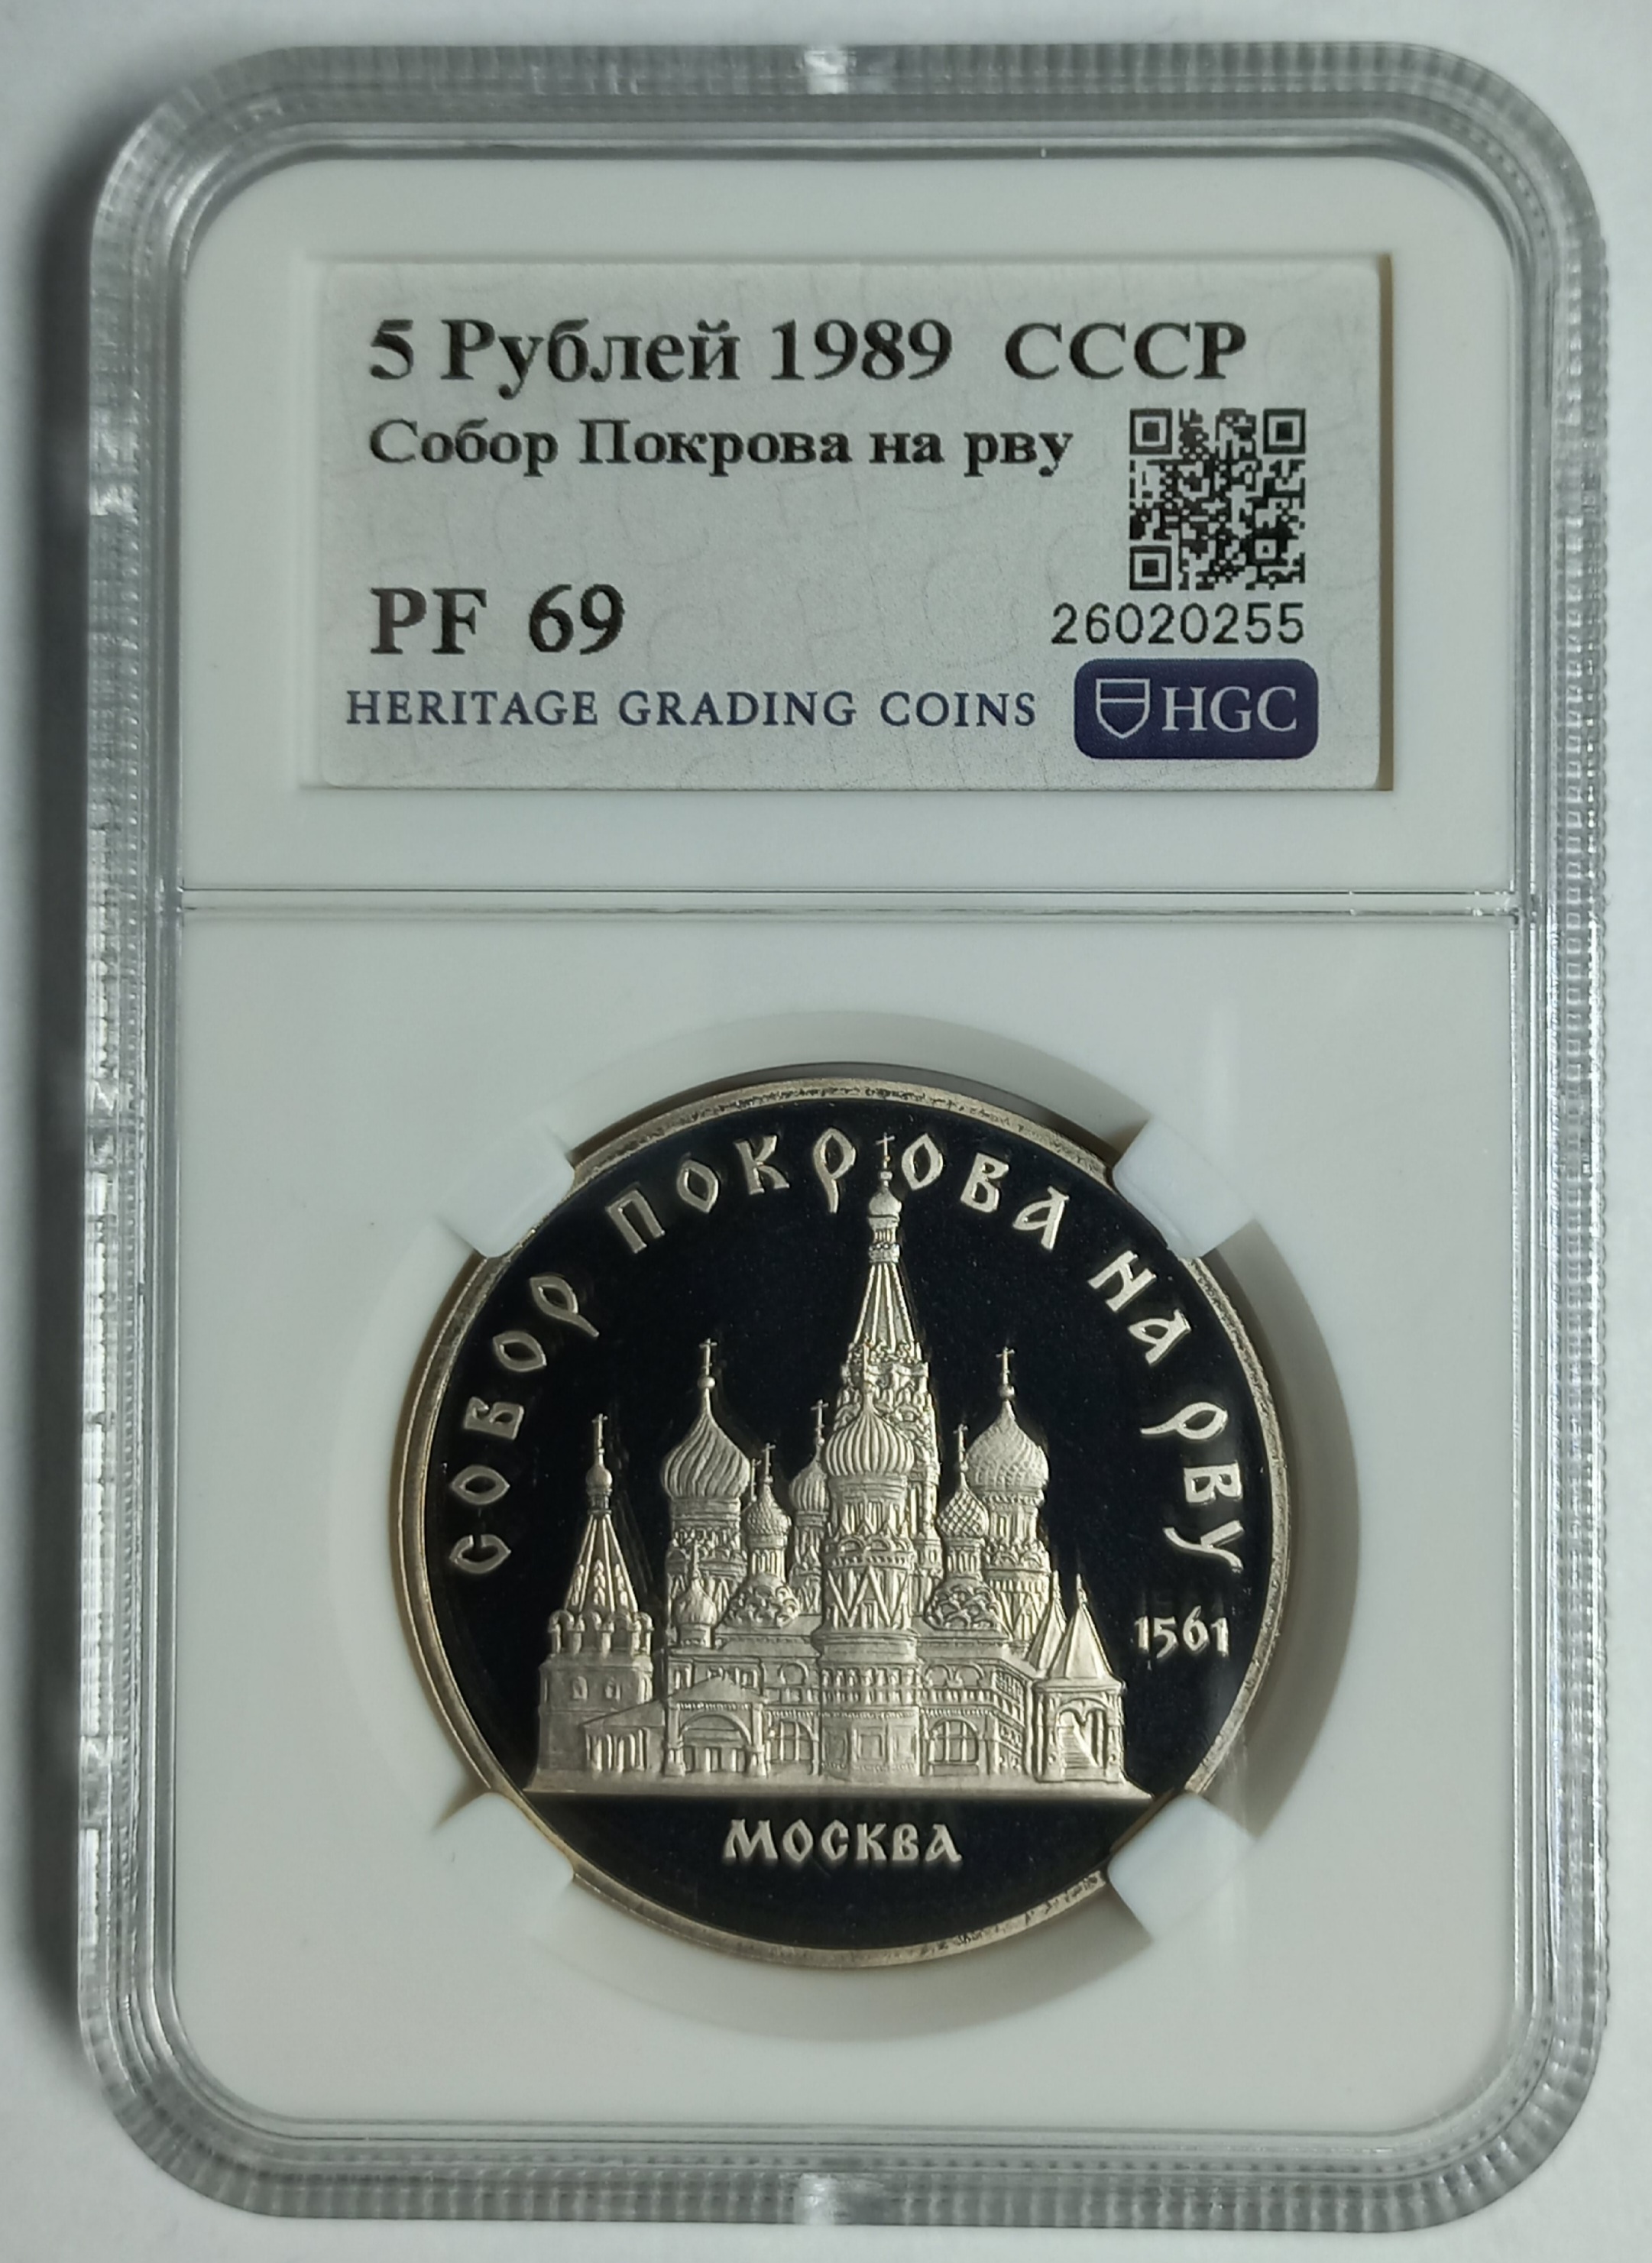 5 Рублей 1989 СССР
Собор Покрова на рву
PF 69
26020255
HERITAGE GRADING COINS
HGC
СОБОР ПОКРОВА НА РВУ
1561
МОСКВА